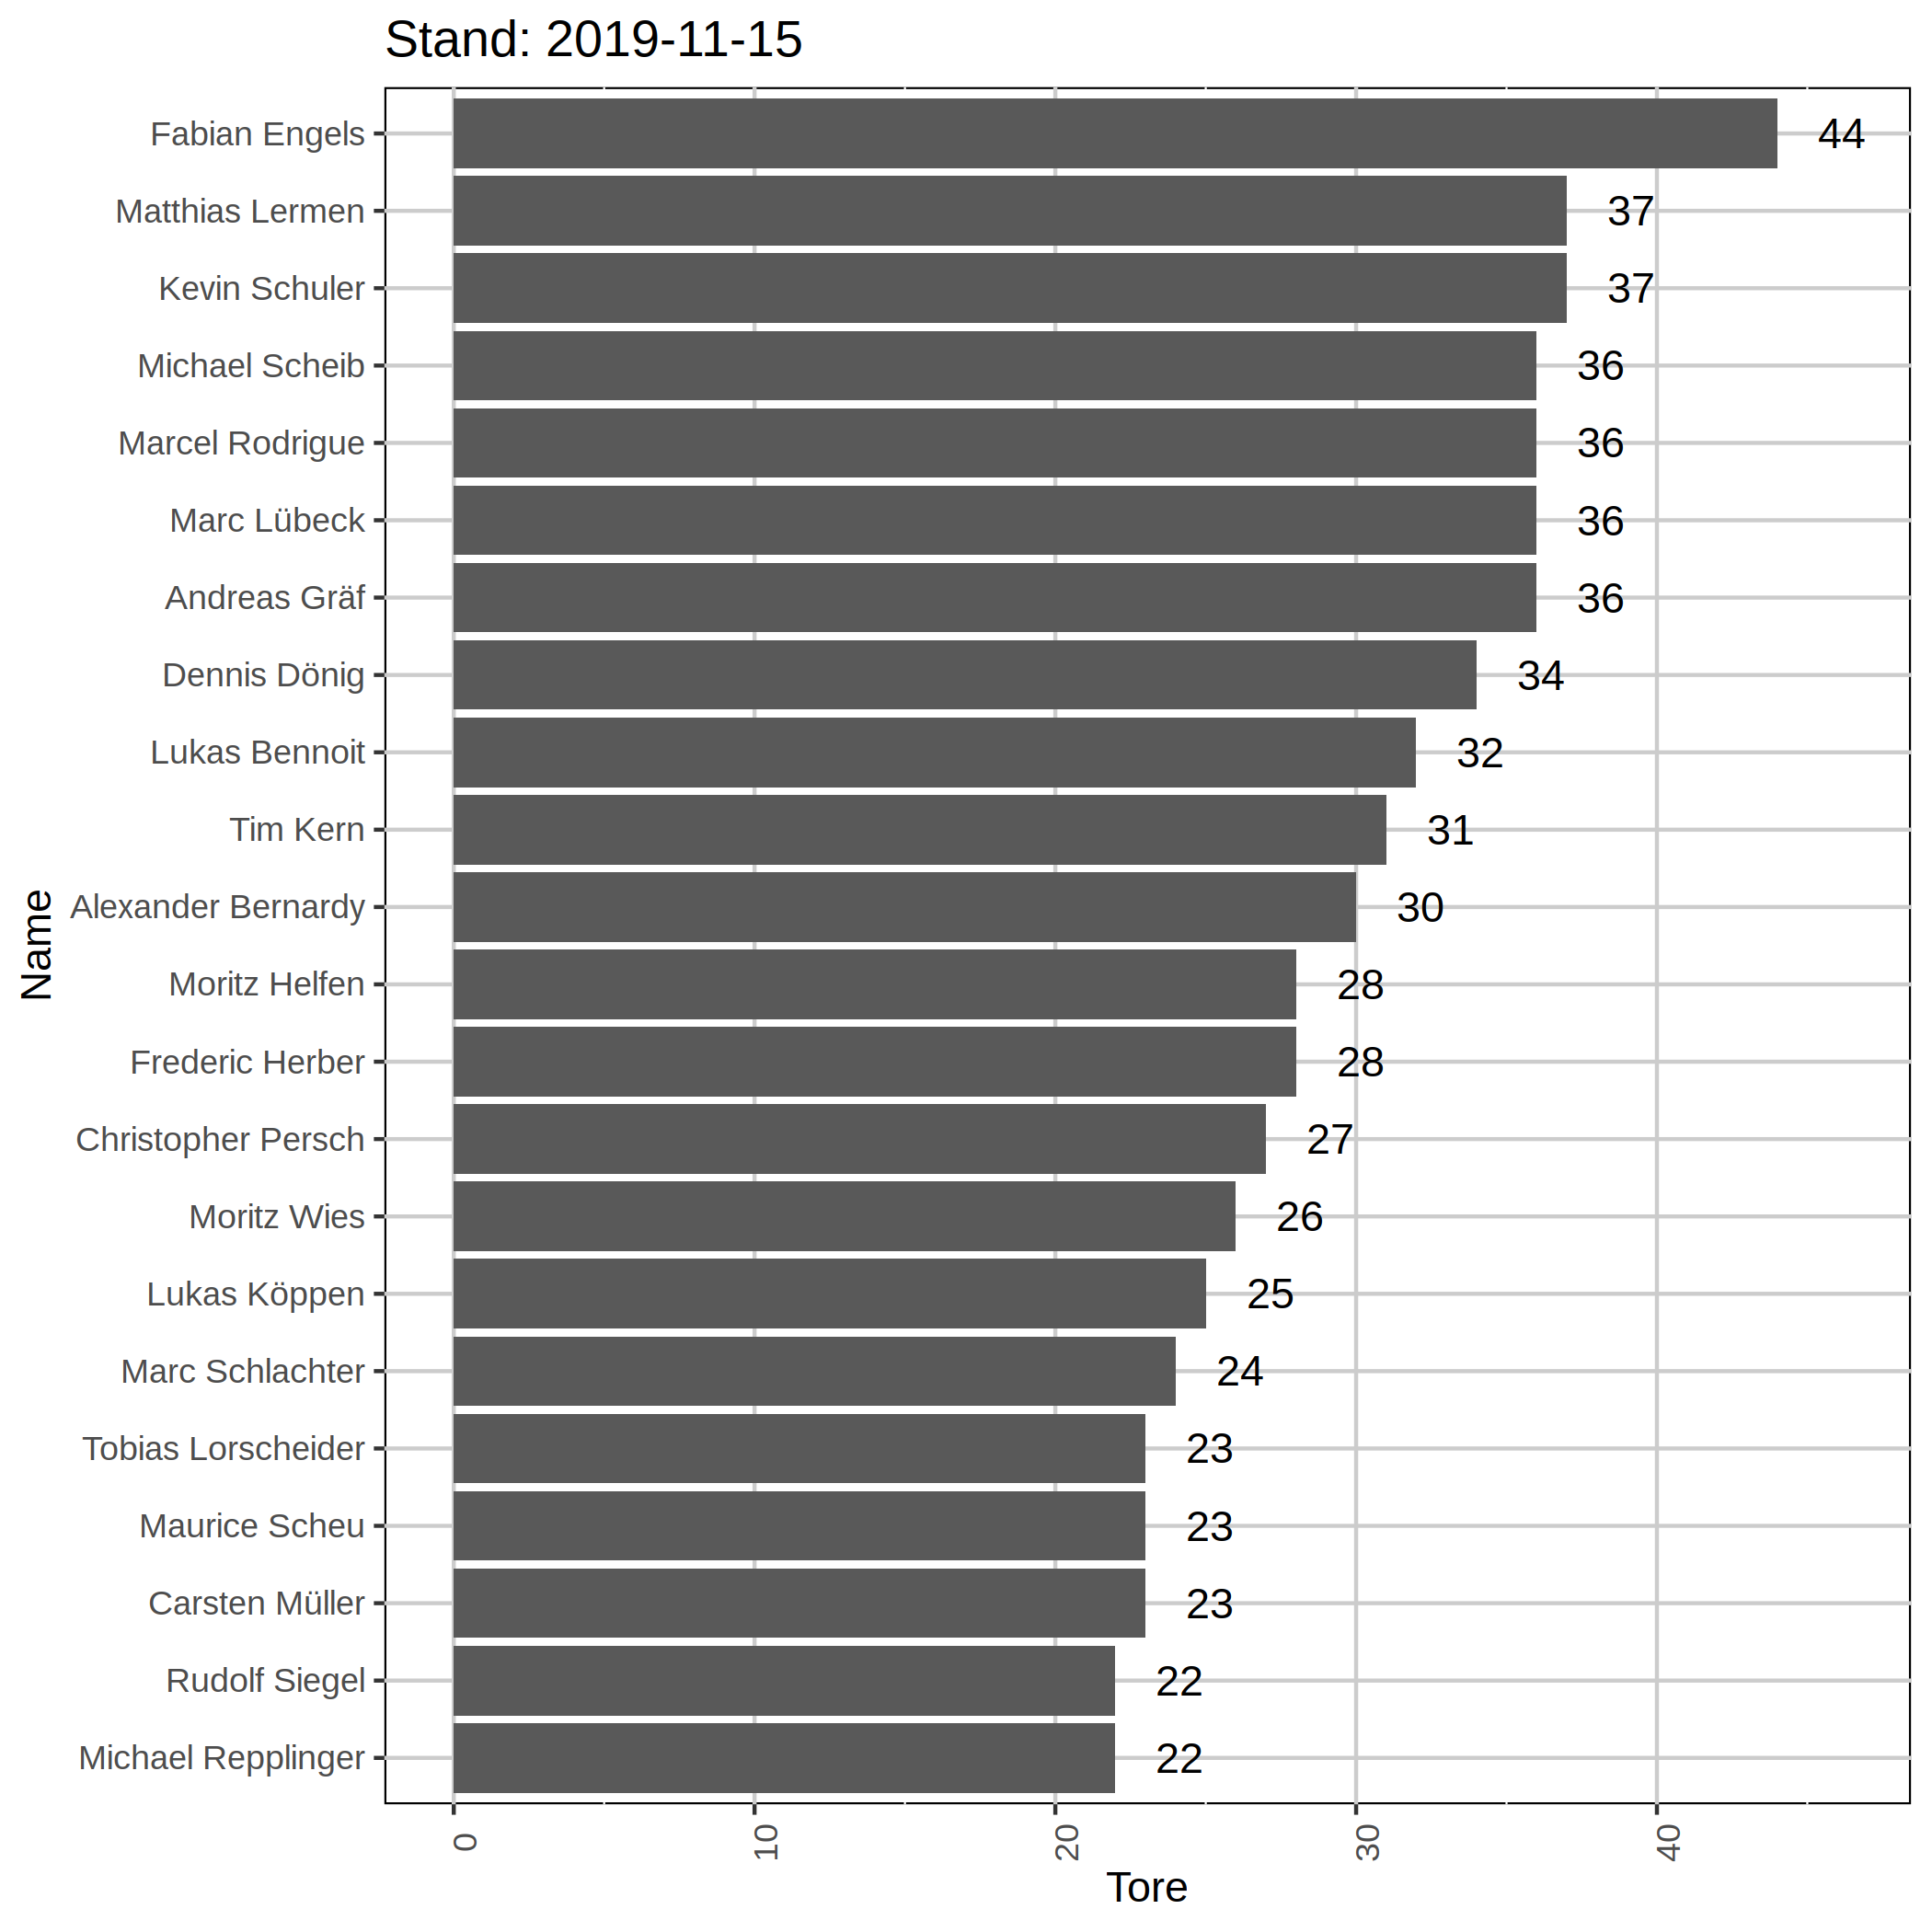 Stand: 2019-11-15
Name
Fabian Engels 44
Matthias Lermen 37
Kevin Schuler 37
Michael Scheib 36
Marcel Rodrigue 36
Marc Lübeck 36
Andreas Gräf 36
Dennis Dönig 34
Lukas Bennoit 32
Tim Kern 31
Alexander Bernardy 30
Moritz Helfen 28
Frederic Herber 28
Christopher Persch 27
Moritz Wies 26
Lukas Köppen 25
Marc Schlachter 24
Tobias Lorscheider 23
Maurice Scheu 23
Carsten Müller 23
Rudolf Siegel 22
Michael Repplinger 22
0 10 20 30 40
Tore